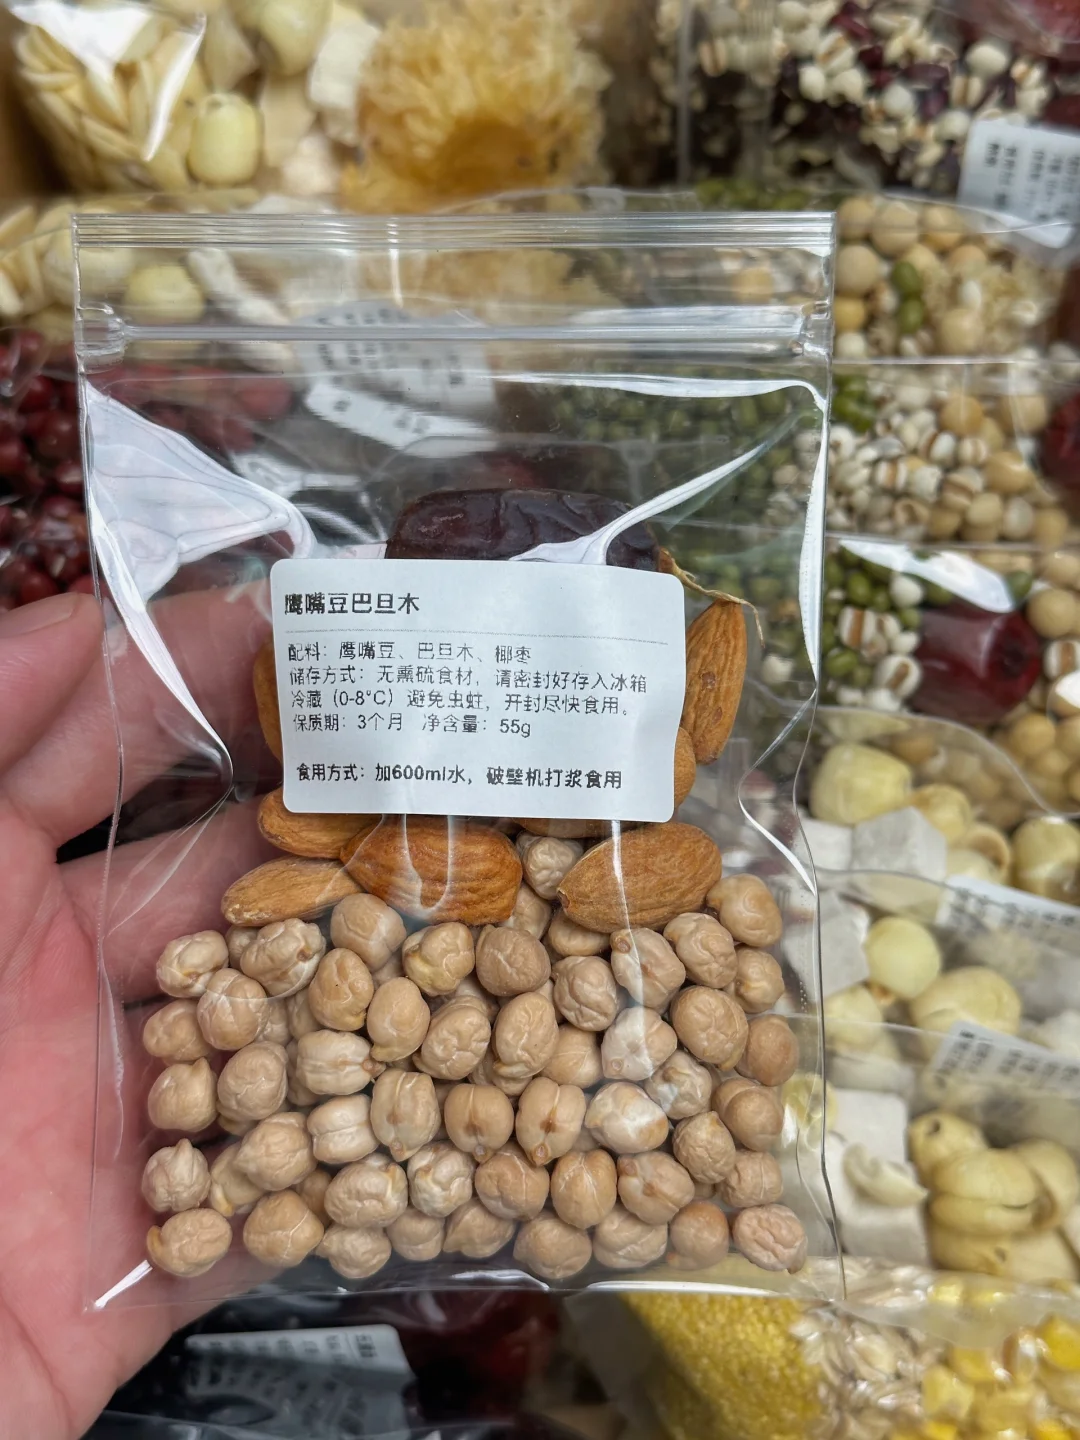 鹰嘴豆巴旦木
配料：鹰嘴豆、巴旦木、椰枣
储存方式：无熏硫食材，请密封好存入冰箱
冷藏（0-8°C）避免虫蛀，开封尽快食用。
保质期：3个月 净含量：55g
食用方式：加600ml水，破壁机打浆食用